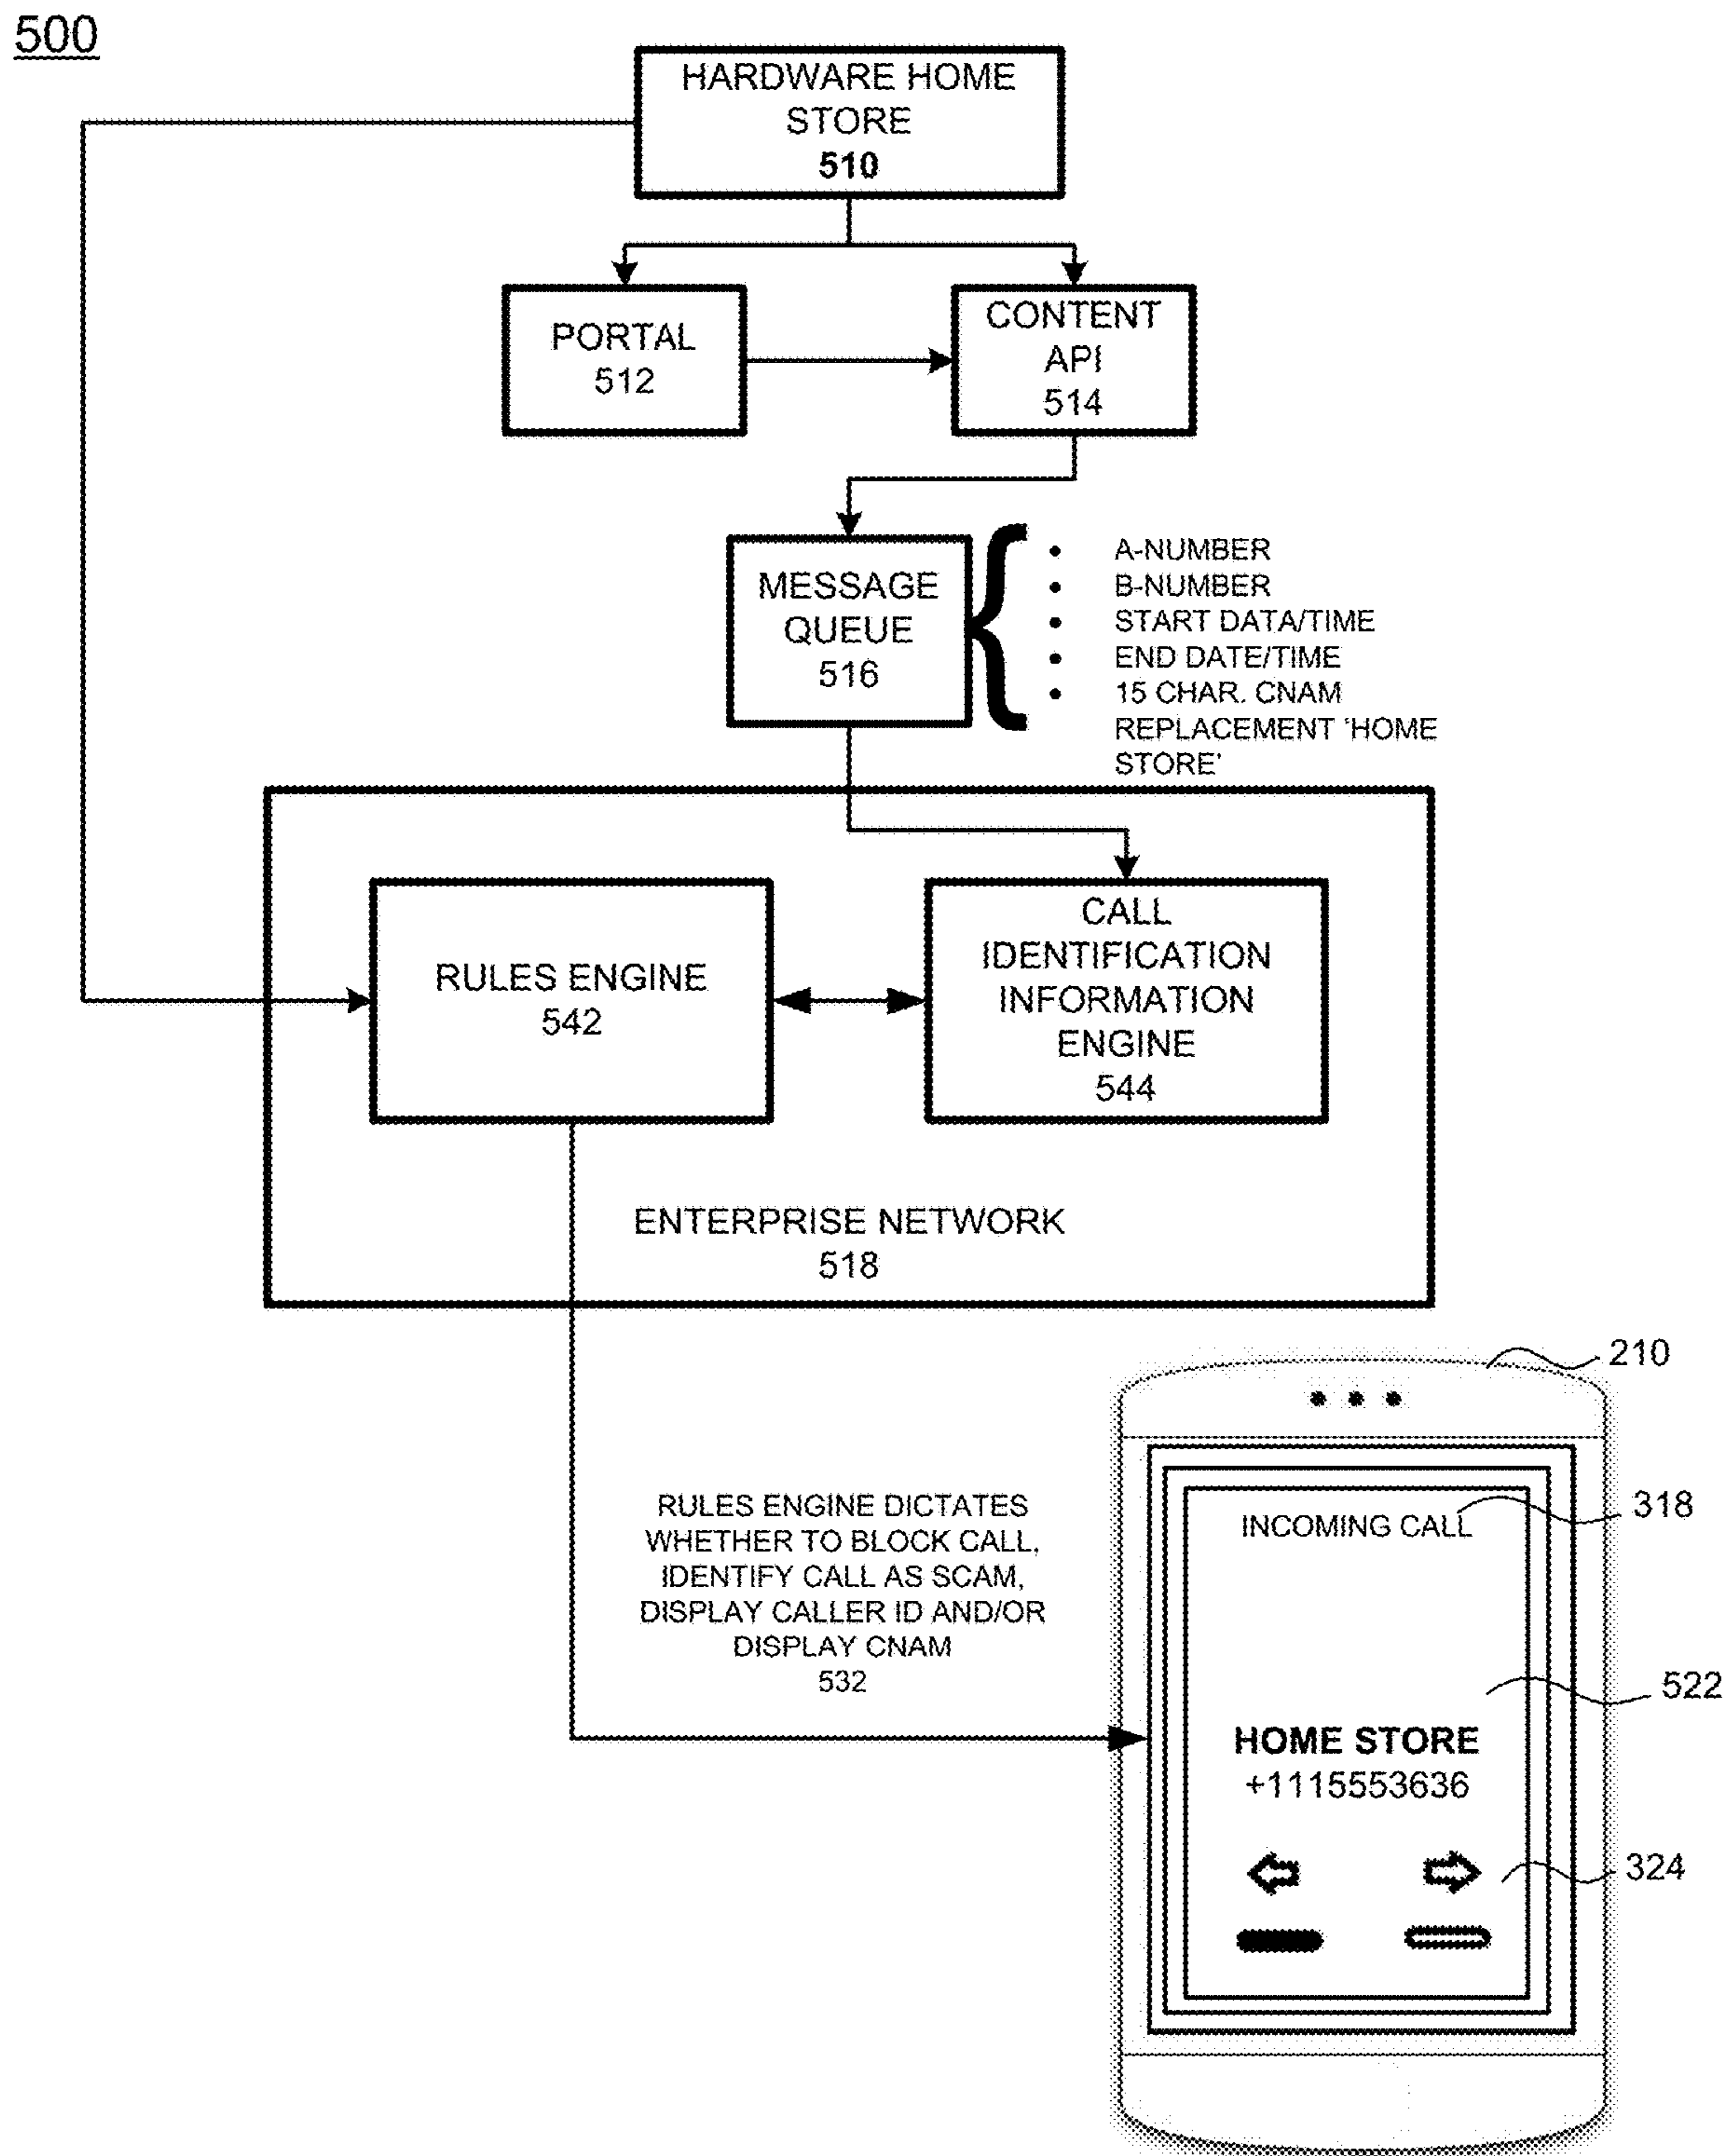 500
HARDWARE HOME
STORE
510
PORTAL
512
CONTENT
API
514
MESSAGE
QUEUE
516
• A-NUMBER
• B-NUMBER
• START DATA/TIME
• END DATE/TIME
• 15 CHAR. CNAM
REPLACEMENT 'HOME
STORE'
RULES ENGINE
542
CALL
IDENTIFICATION
INFORMATION
ENGINE
544
ENTERPRISE NETWORK
518
RULES ENGINE DICTATES
WHETHER TO BLOCK CALL,
IDENTIFY CALL AS SCAM,
DISPLAY CALLER ID AND/OR
DISPLAY CNAM
532
210
INCOMING CALL
318
522
HOME STORE
+1115553636
324